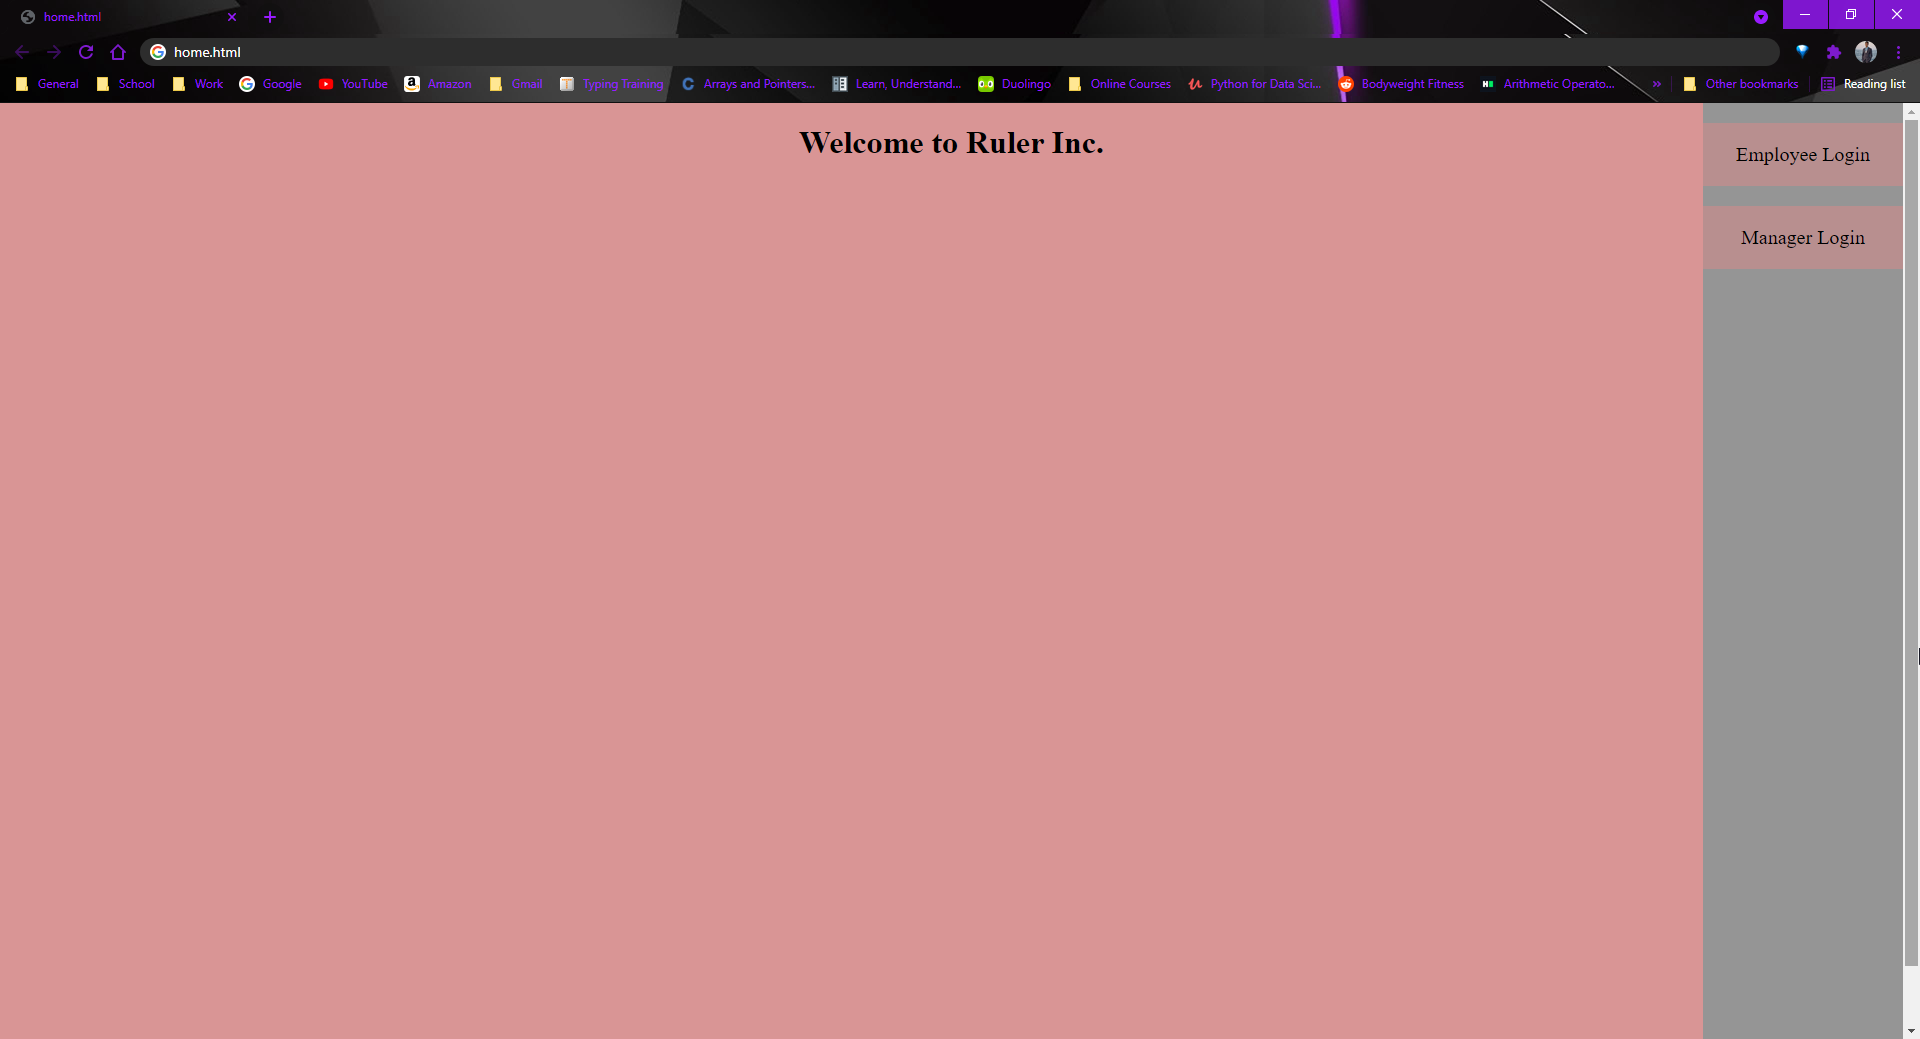 home.html
home.html
General School Work Google YouTube Amazon Gmail Typing Training Arrays and Pointers... Learn, Understand... Duolingo Online Courses Python for Data Sci... Bodyweight Fitness Arithmetic Operato... » Other bookmarks Reading list
Welcome to Ruler Inc.
Employee Login
Manager Login